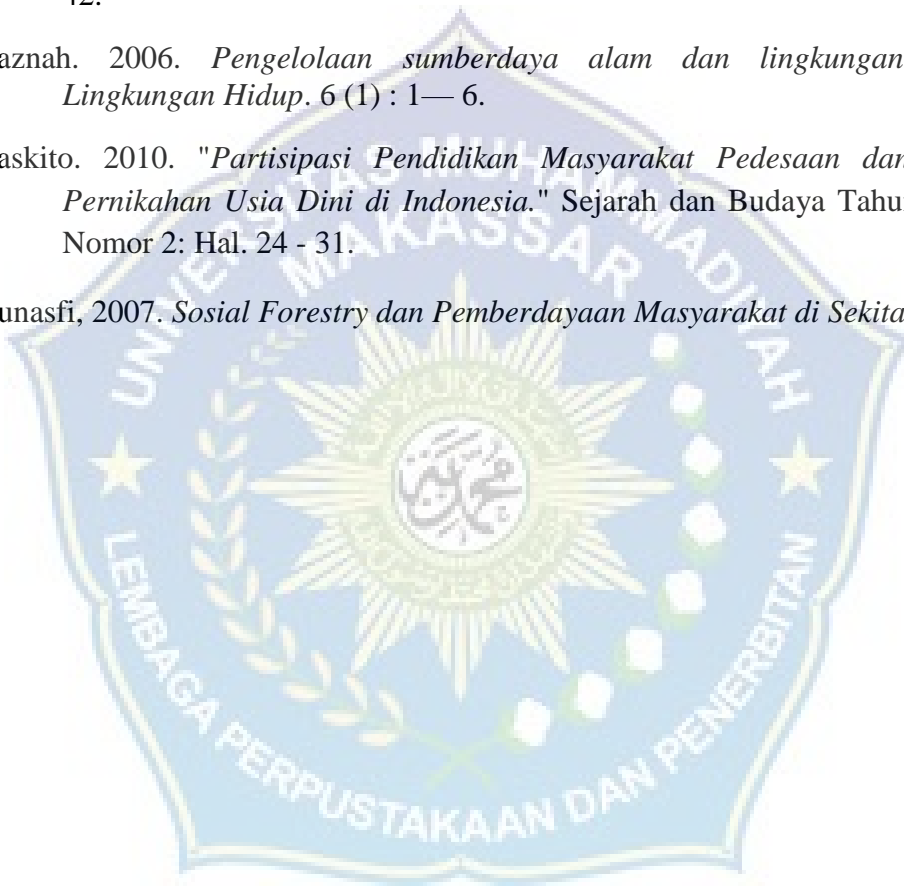 42.
aznah. 2006. Pengelolaan sumberdaya alam dan lingkungan
Lingkungan Hidup. 6 (1) : 1— 6.
askito. 2010. "Partisipasi Pendidikan Masyarakat Pedesaan dan
Pernikahan Usia Dini di Indonesia." Sejarah dan Budaya Tahu
Nomor 2: Hal. 24 - 31.
unasfi, 2007. Sosial Forestry dan Pemberdayaan Masyarakat di Sekita
UNIVERSITAS MUHAMMADIYAH
MAKASSAR
محمدية
LEMBAGA PERPUSTAKAAN DAN PENERBITAN